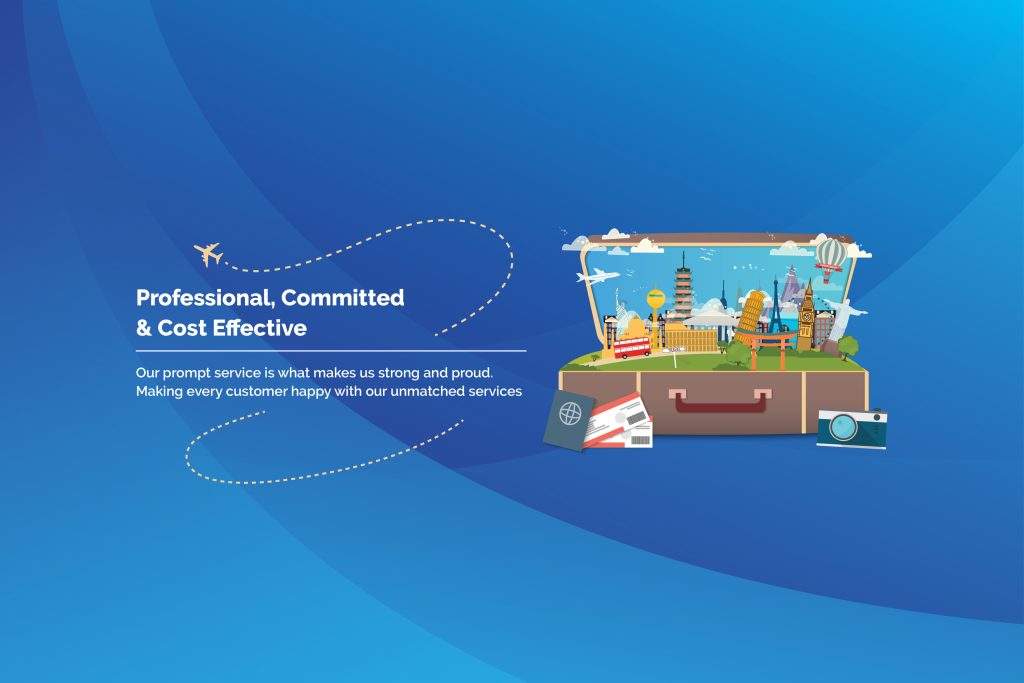 Professional, Committed
& Cost Effective
Our prompt service is what makes us strong and proud.
Making every customer happy with our unmatched services